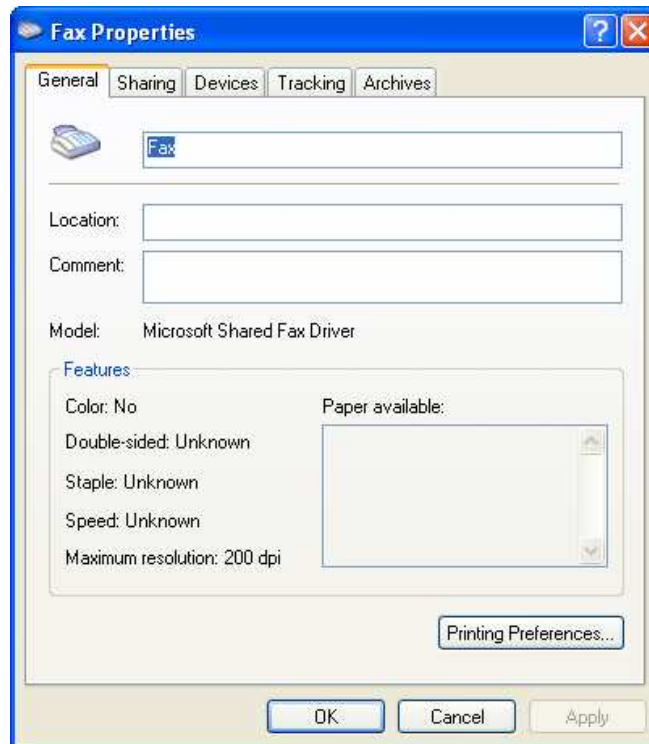 Fax Properties
General Sharing Devices Tracking Archives
Fax
Location:
Comment:
Model: Microsoft Shared Fax Driver
Features
Color: No Paper available:
Double-sided: Unknown
Staple: Unknown
Speed: Unknown
Maximum resolution: 200 dpi
Printing Preferences...
OK Cancel Apply